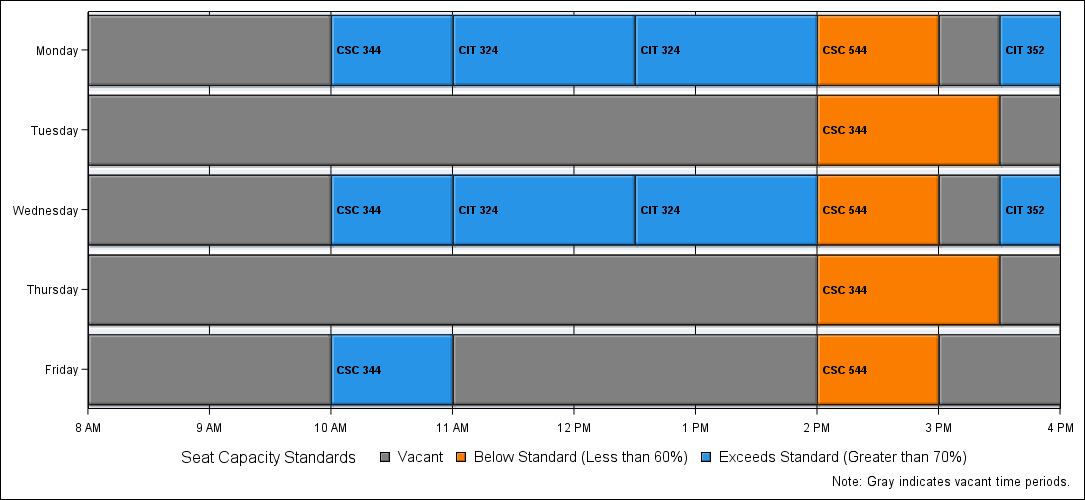 Monday
CSC 344 CIT 324 CIT 324 CSC 544 CIT 352
Tuesday
CSC 344
Wednesday
CSC 344 CIT 324 CIT 324 CSC 544 CIT 352
Thursday
CSC 344
Friday
CSC 344 CSC 544
8 AM 9 AM 10 AM 11 AM 12 PM 1 PM 2 PM 3 PM 4 PM
Seat Capacity Standards Vacant Below Standard (Less than 60%) Exceeds Standard (Greater than 70%)
Note: Gray indicates vacant time periods.